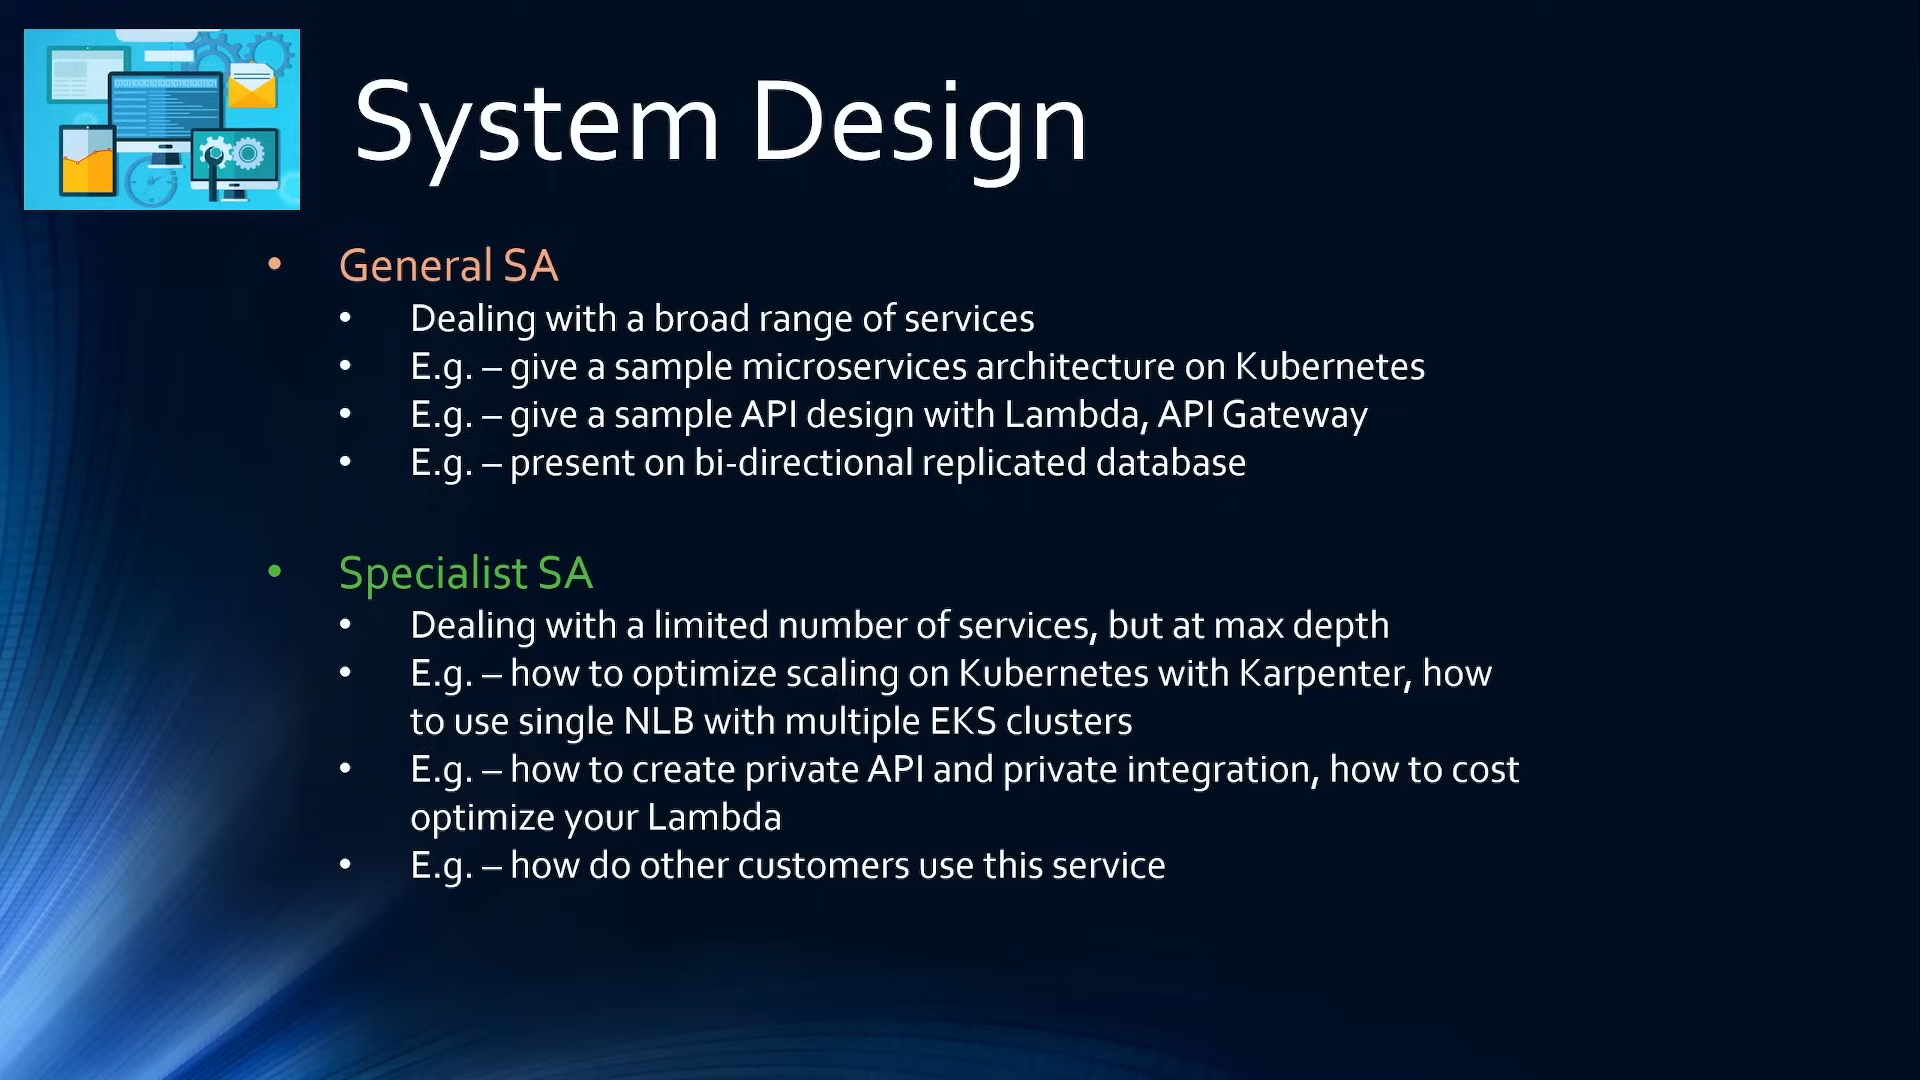 System Design
• General SA
• Dealing with a broad range of services
• E.g. – give a sample microservices architecture on Kubernetes
• E.g. – give a sample API design with Lambda, API Gateway
• E.g. – present on bi-directional replicated database
• Specialist SA
• Dealing with a limited number of services, but at max depth
• E.g. – how to optimize scaling on Kubernetes with Karpenter, how
to use single NLB with multiple EKS clusters
• E.g. – how to create private API and private integration, how to cost
optimize your Lambda
• E.g. – how do other customers use this service